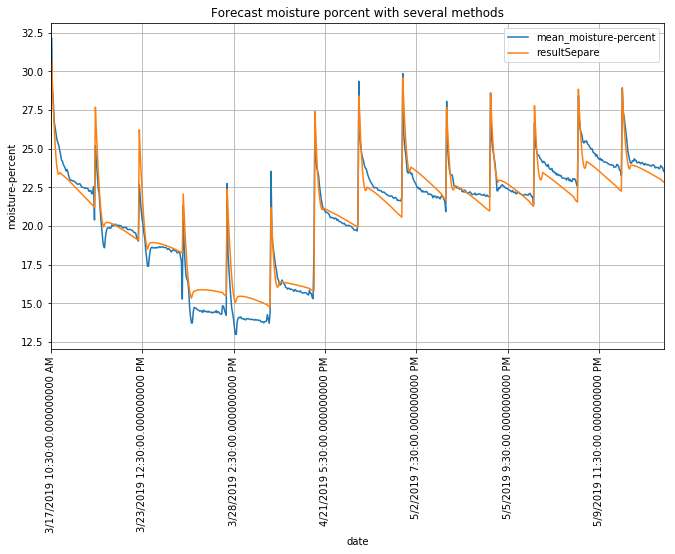 Forecast moisture porcent with several methods
mean_moisture-percent
resultSepare
moisture-percent
32.5
30.0
27.5
25.0
22.5
20.0
17.5
15.0
12.5
3/17/2019 10:30:00.000000000 AM
3/23/2019 12:30:00.000000000 PM
3/28/2019 2:30:00.000000000 PM
4/21/2019 5:30:00.000000000 PM
5/2/2019 7:30:00.000000000 PM
5/5/2019 9:30:00.000000000 PM
5/9/2019 11:30:00.000000000 PM
date